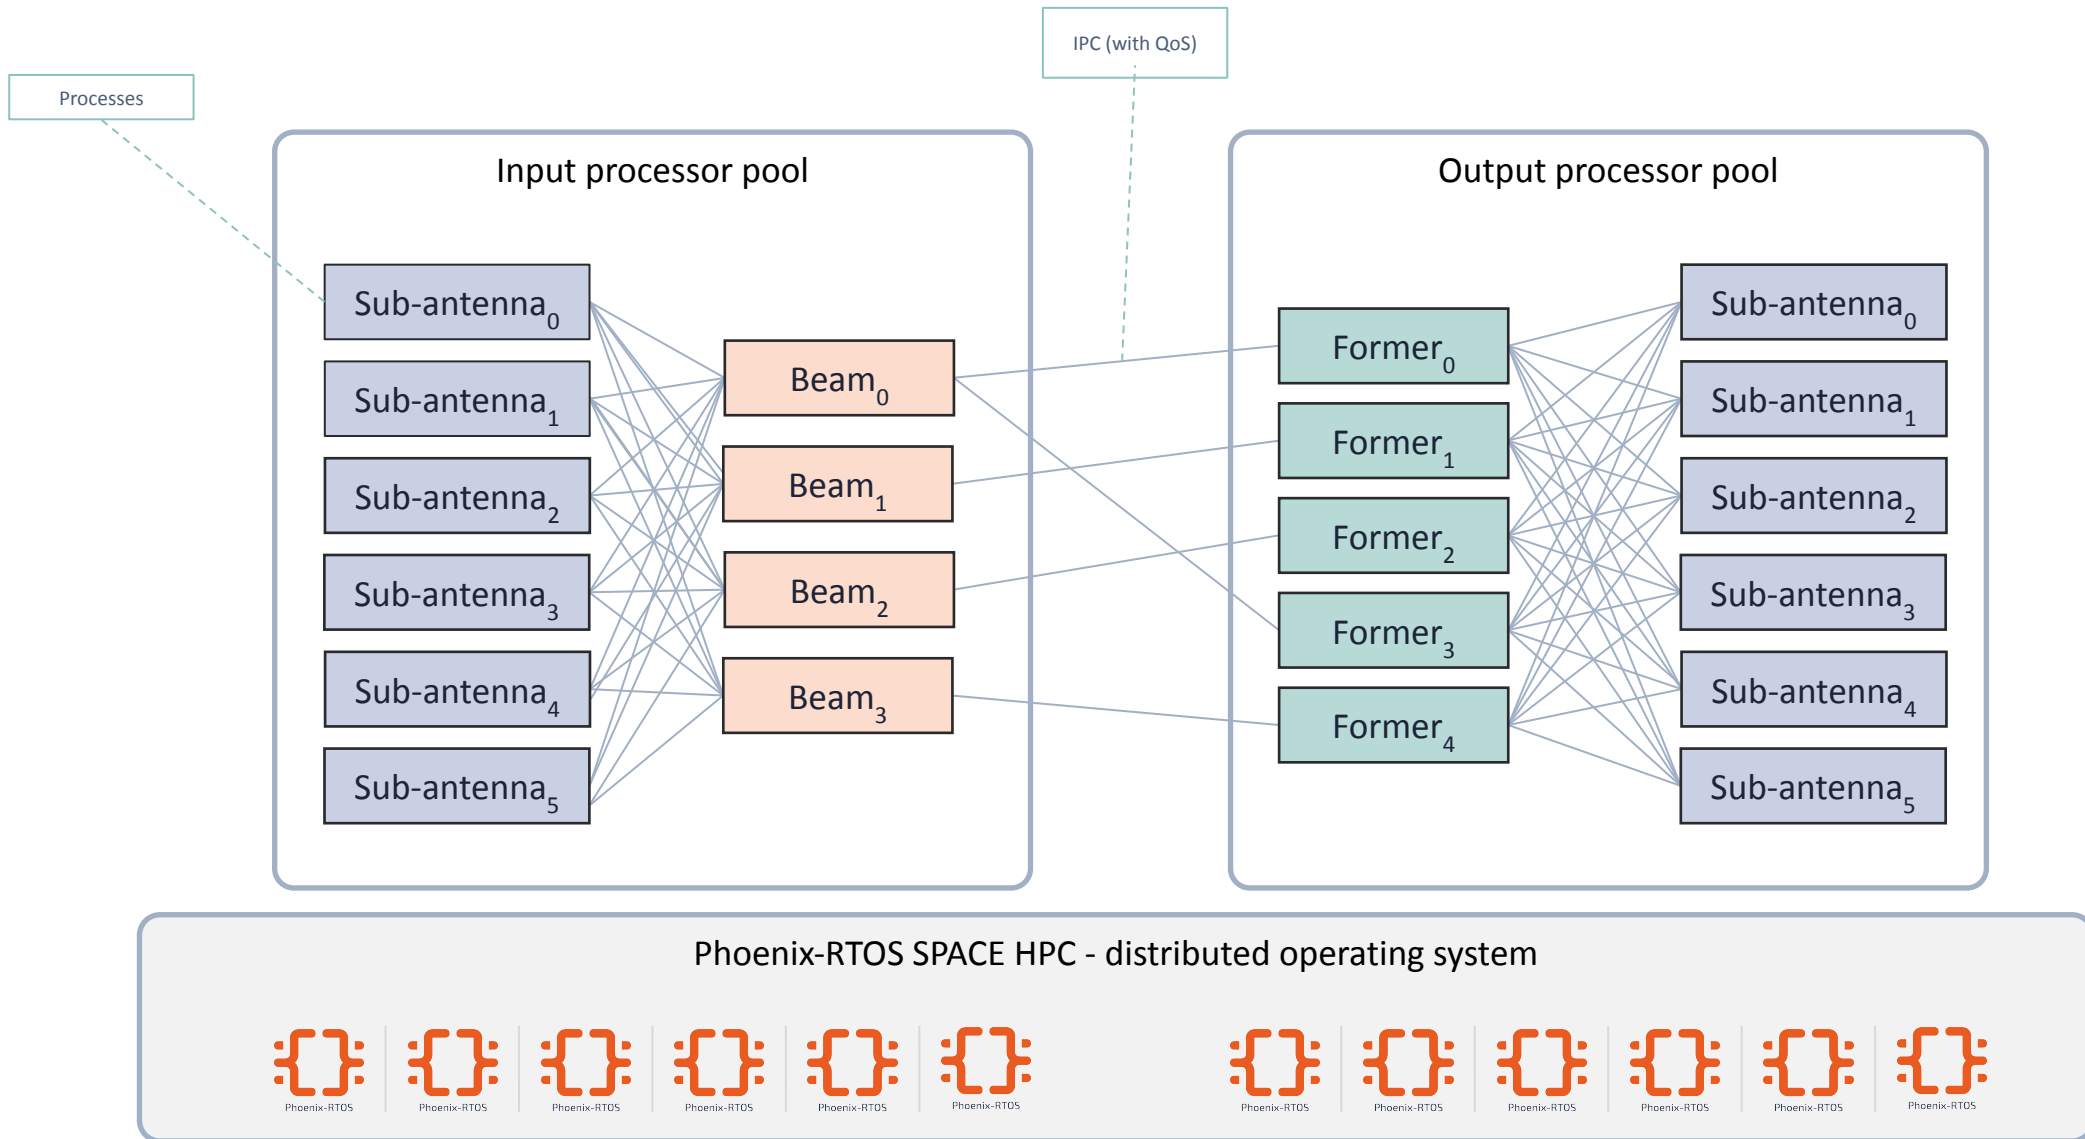 IPC (with QoS)
Processes
Input processor pool
Output processor pool
Sub-antenna0
Sub-antenna1
Sub-antenna2
Sub-antenna3
Sub-antenna4
Sub-antenna5
Beam0
Beam1
Beam2
Beam3
Former0
Former1
Former2
Former3
Former4
Sub-antenna0
Sub-antenna1
Sub-antenna2
Sub-antenna3
Sub-antenna4
Sub-antenna5
Phoenix-RTOS SPACE HPC - distributed operating system
Phoenix-RTOS
Phoenix-RTOS
Phoenix-RTOS
Phoenix-RTOS
Phoenix-RTOS
Phoenix-RTOS
Phoenix-RTOS
Phoenix-RTOS
Phoenix-RTOS
Phoenix-RTOS
Phoenix-RTOS
Phoenix-RTOS